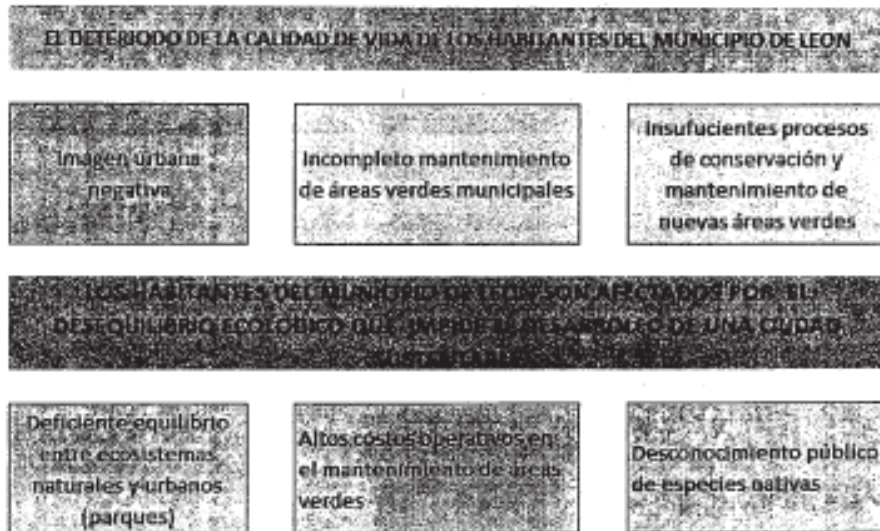 EL DETERIODO DE LA CALIDAD DE VIDA DE LOS HABITANTES DEL MUNICIPIO DE LEON
Imagen urbana
negativa
Incompleto mantenimiento
de áreas verdes municipales
Insufucientes procesos
de conservación y
mantenimiento de
nuevas áreas verdes
LOS HABITANTES DEL MUNICIPIO DE LEON SON AFECTADOS POR EL
DESEQUILIBRIO ECOLOGICO QUE IMPIDE EL DESARROLLO DE UNA CIUDAD
Deficiente equilibrio
entre ecosistemas
naturales y urbanos
(parques)
Altos costos operativos en
el mantenimiento de áreas
verdes
Desconocimiento público
de especies nativas